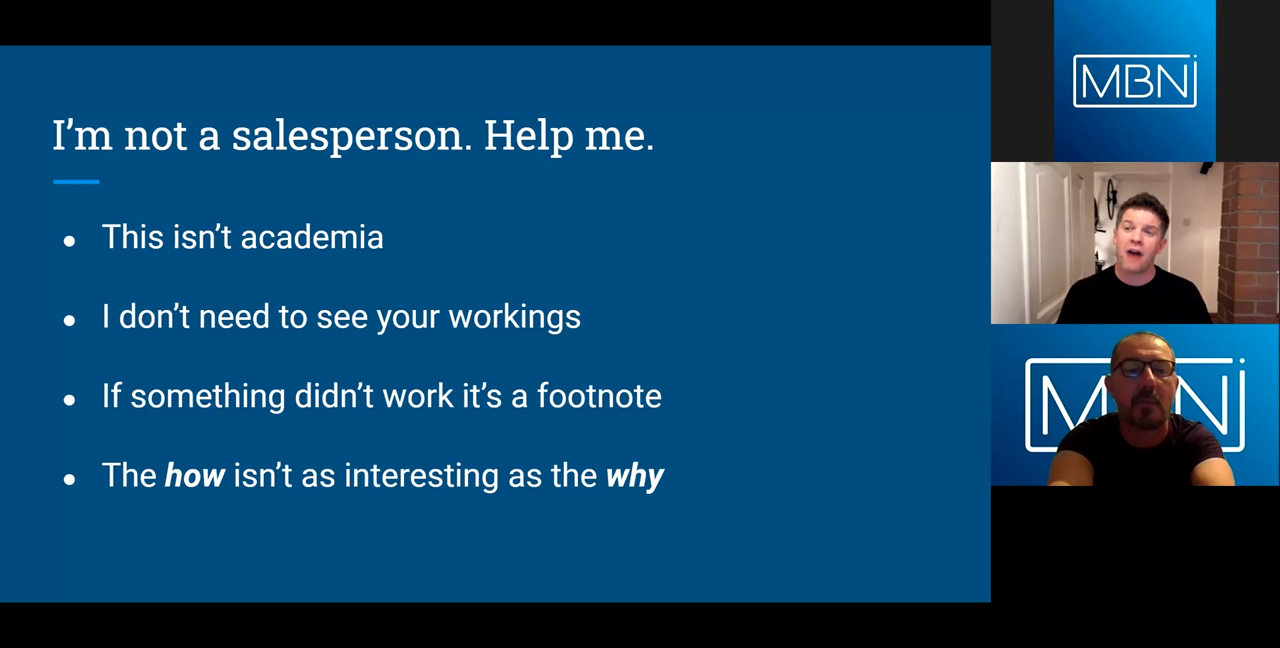 I’m not a salesperson. Help me.
• This isn’t academia
• I don’t need to see your workings
• If something didn’t work it’s a footnote
• The how isn’t as interesting as the why
MBN
MBN